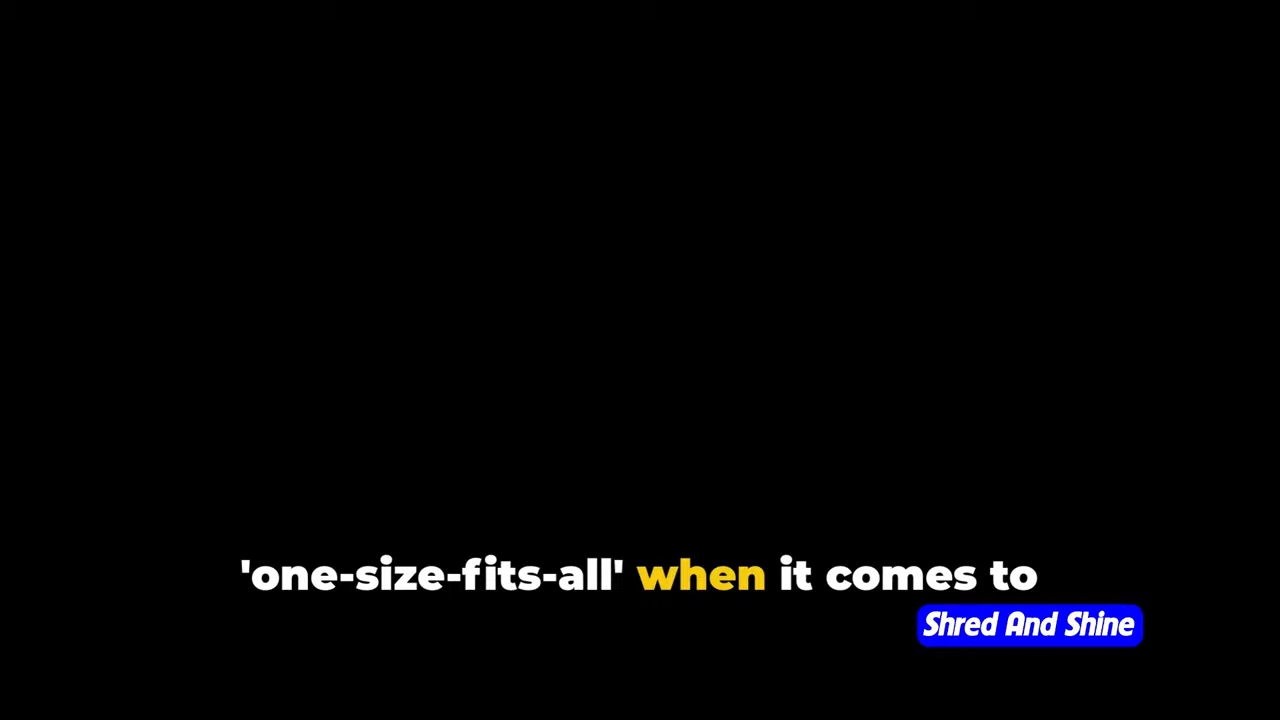 'one-size-fits-all' when it comes to
Shred And Shine